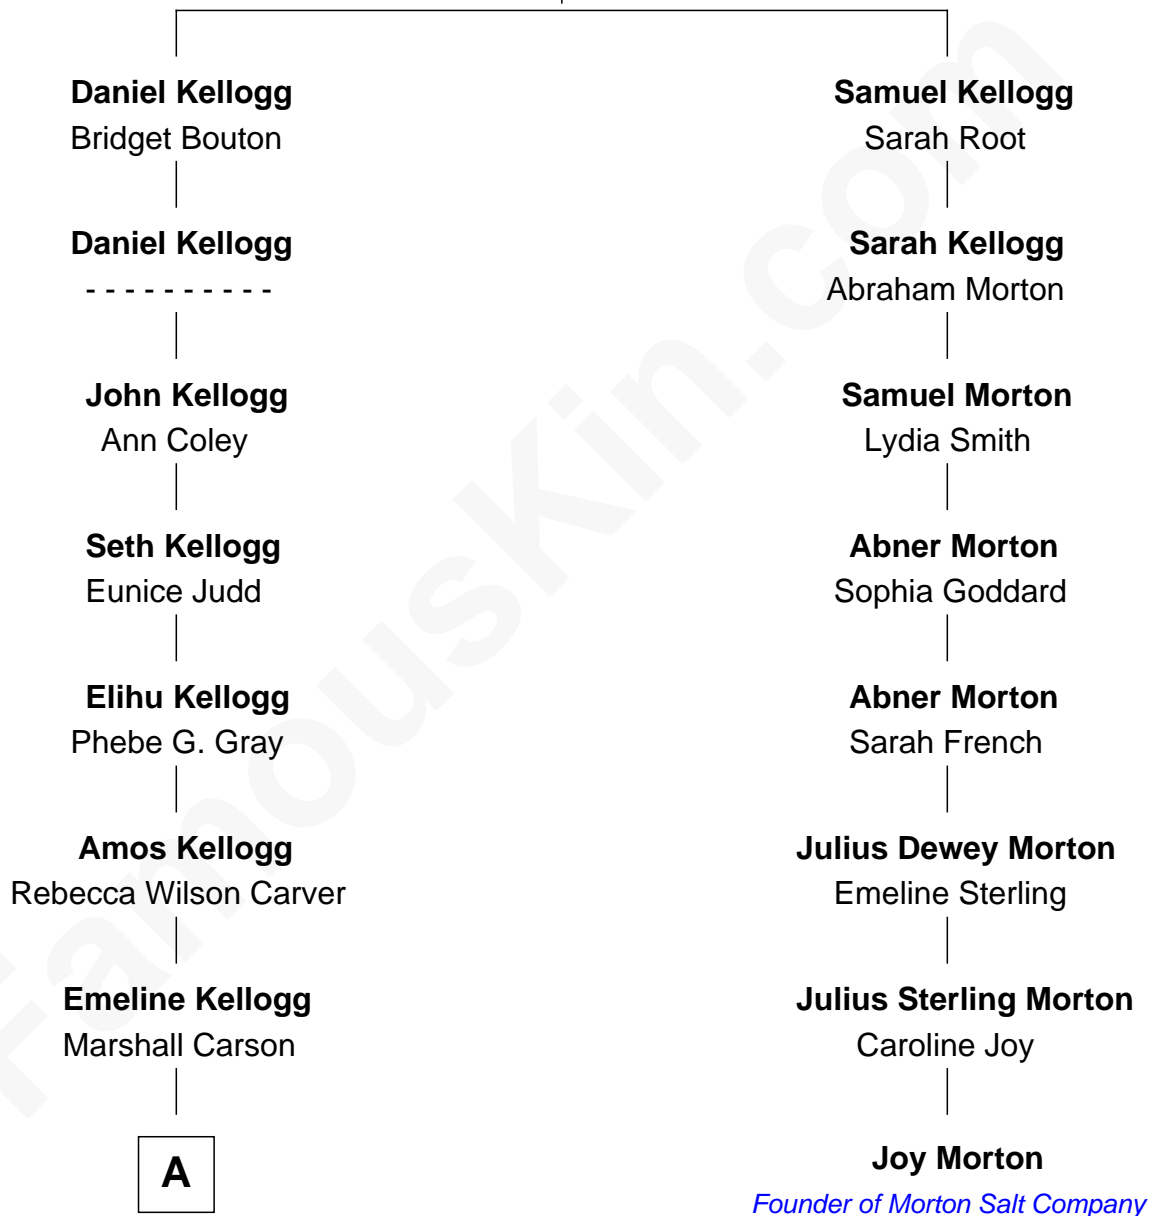 Daniel Kellogg
Bridget Bouton
Daniel Kellogg
- - - - - - - - - -
John Kellogg
Ann Coley
Seth Kellogg
Eunice Judd
Elihu Kellogg
Phebe G. Gray
Amos Kellogg
Rebecca Wilson Carver
Emeline Kellogg
Marshall Carson
A
Samuel Kellogg
Sarah Root
Sarah Kellogg
Abraham Morton
Samuel Morton
Lydia Smith
Abner Morton
Sophia Goddard
Abner Morton
Sarah French
Julius Dewey Morton
Emeline Sterling
Julius Sterling Morton
Caroline Joy
Joy Morton
Founder of Morton Salt Company
FamousKin.com